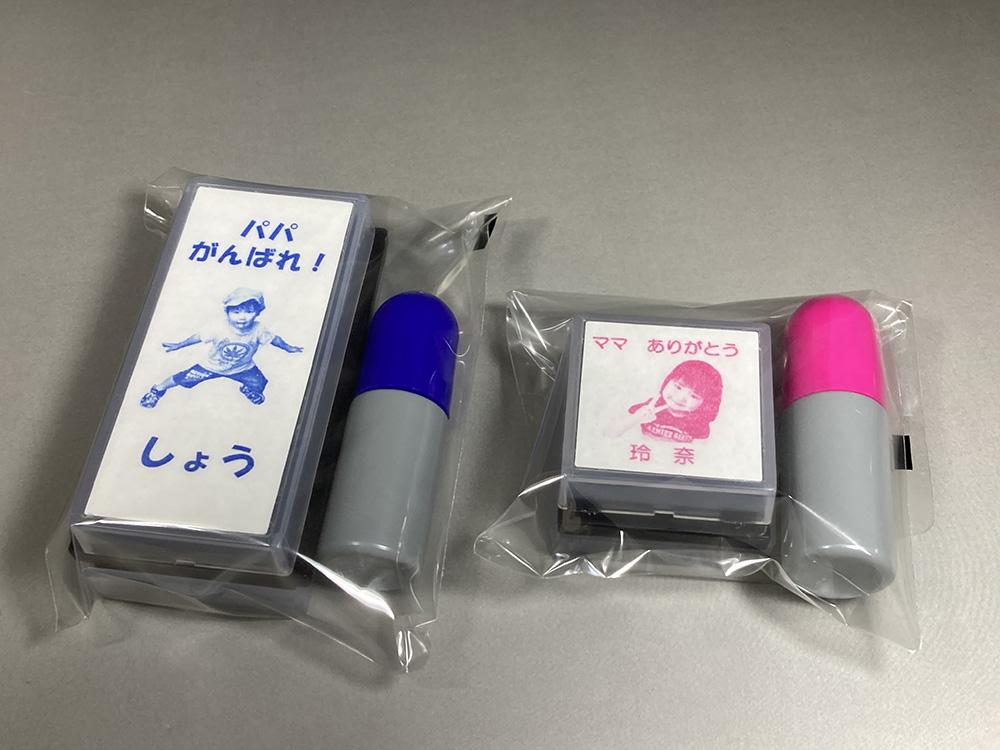 パパ
がんばれ！
しょう
ママ　ありがとう
玲　奈